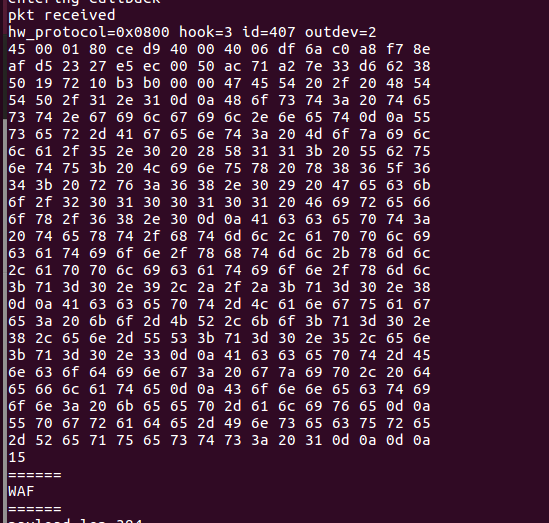 entering callback
pkt received
hw_protocol=0x0800 hook=3 id=407 outdev=2
45 00 01 80 ce d9 40 00 40 06 df 6a c0 a8 f7 8e
af d5 23 27 e5 ec 00 50 ac 71 a2 7e 33 d6 62 38
50 19 72 10 b3 b0 00 00 47 45 54 20 2f 20 48 54
54 50 2f 31 2e 31 0d 0a 48 6f 73 74 3a 20 74 65
73 74 2e 67 69 6c 67 69 6c 2e 6e 65 74 0d 0a 55
73 65 72 2d 41 67 65 6e 74 3a 20 4d 6f 7a 69 6c
6c 61 2f 35 2e 30 20 28 58 31 31 3b 20 55 62 75
6e 74 75 3b 20 4c 69 6e 75 78 20 78 38 36 5f 36
34 3b 20 72 76 3a 36 38 2e 30 29 20 47 65 63 6b
6f 2f 32 30 31 30 30 31 30 31 20 46 69 72 65 66
6f 78 2f 36 38 2e 30 0d 0a 41 63 63 65 70 74 3a
20 74 65 78 74 2f 68 74 6d 6c 2c 61 70 70 6c 69
63 61 74 69 6f 6e 2f 78 68 74 6d 6c 2b 78 6d 6c
2c 61 70 70 6c 69 63 61 74 69 6f 6e 2f 78 6d 6c
3b 71 3d 30 2e 39 2c 2a 2f 2a 3b 71 3d 30 2e 38
0d 0a 41 63 63 65 70 74 2d 4c 61 6e 67 75 61 67
65 3a 20 6b 6f 2d 4b 52 2c 6b 6f 3b 71 3d 30 2e
38 2c 65 6e 2d 55 53 3b 71 3d 30 2e 35 2c 65 6e
3b 71 3d 30 2e 33 0d 0a 41 63 63 65 70 74 2d 45
6e 63 6f 64 69 6e 67 3a 20 67 7a 69 70 2c 20 64
65 66 6c 61 74 65 0d 0a 43 6f 6e 6e 65 63 74 69
6f 6e 3a 20 6b 65 65 70 2d 61 6c 69 76 65 0d 0a
55 70 67 72 61 64 65 2d 49 6e 73 65 63 75 72 65
2d 52 65 71 75 65 73 74 73 3a 20 31 0d 0a 0d 0a
15
======
WAF
======
payload_len 384